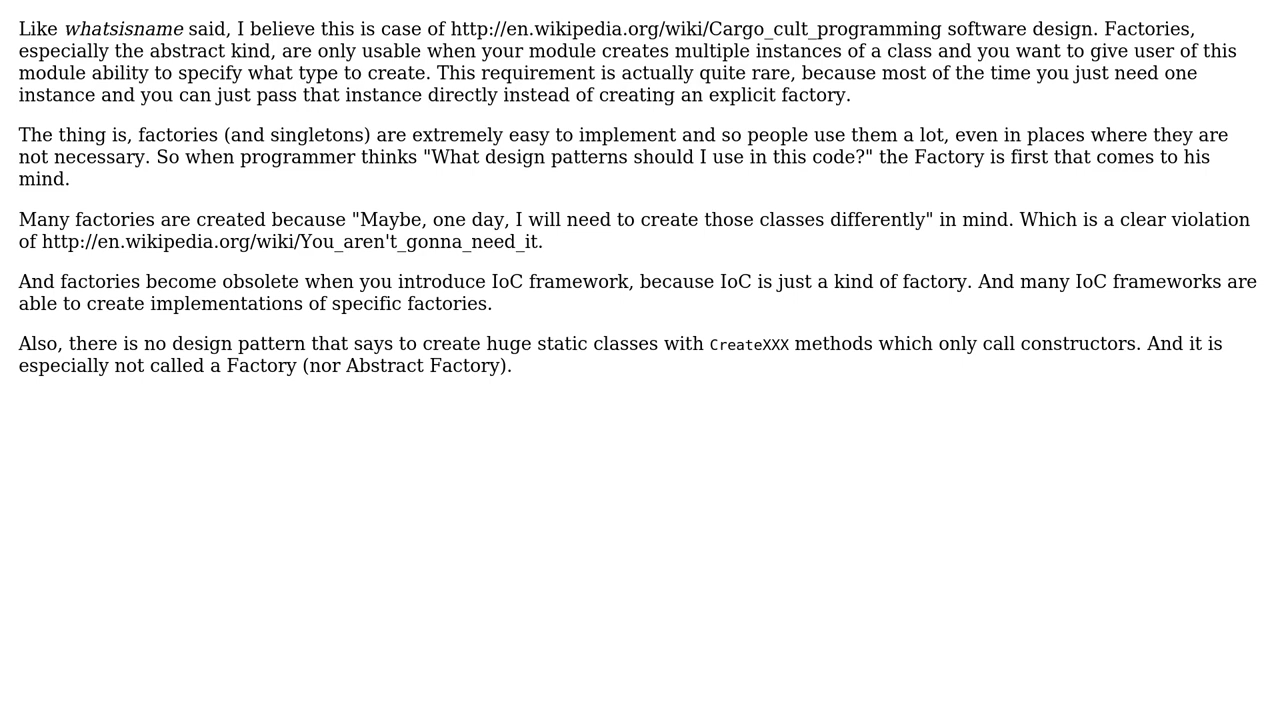 Like whatsisname said, I believe this is case of http://en.wikipedia.org/wiki/Cargo_cult_programming software design. Factories,
especially the abstract kind, are only usable when your module creates multiple instances of a class and you want to give user of this
module ability to specify what type to create. This requirement is actually quite rare, because most of the time you just need one
instance and you can just pass that instance directly instead of creating an explicit factory.
The thing is, factories (and singletons) are extremely easy to implement and so people use them a lot, even in places where they are
not necessary. So when programmer thinks "What design patterns should I use in this code?" the Factory is first that comes to his
mind.
Many factories are created because "Maybe, one day, I will need to create those classes differently" in mind. Which is a clear violation
of http://en.wikipedia.org/wiki/You_aren't_gonna_need_it.
And factories become obsolete when you introduce IoC framework, because IoC is just a kind of factory. And many IoC frameworks are
able to create implementations of specific factories.
Also, there is no design pattern that says to create huge static classes with CreateXXX methods which only call constructors. And it is
especially not called a Factory (nor Abstract Factory).